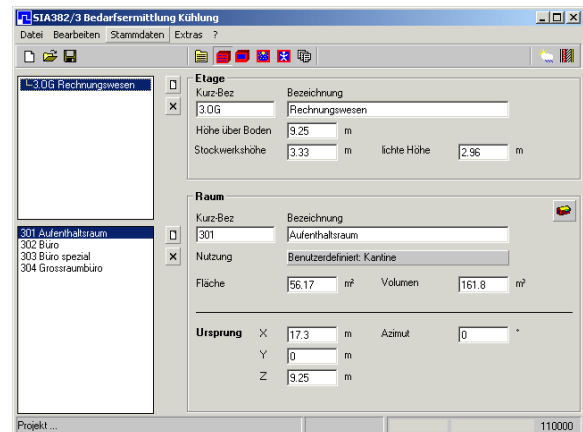 SIA382/3 Bedarfsermittlung Kühlung
Datei Bearbeiten Stammdaten Extras ?
3.OG Rechnungswesen
Etage
Kurz-Bez Bezeichnung
3.OG Rechnungswesen
Höhe über Boden 9.25 m
Stockwerkshöhe 3.33 m lichte Höhe 2.96 m
301 Aufenthaltsraum
302 Büro
303 Büro spezial
304 Grossraumbüro
Raum
Kurz-Bez Bezeichnung
301 Aufenthaltsraum
Nutzung Benutzerdefiniert: Kantine
Fläche 56.17 m² Volumen 161.8 m³
Ursprung X 17.3 m Azimut 0 °
Y 0 m
Z 9.25 m
Projekt ... 110000